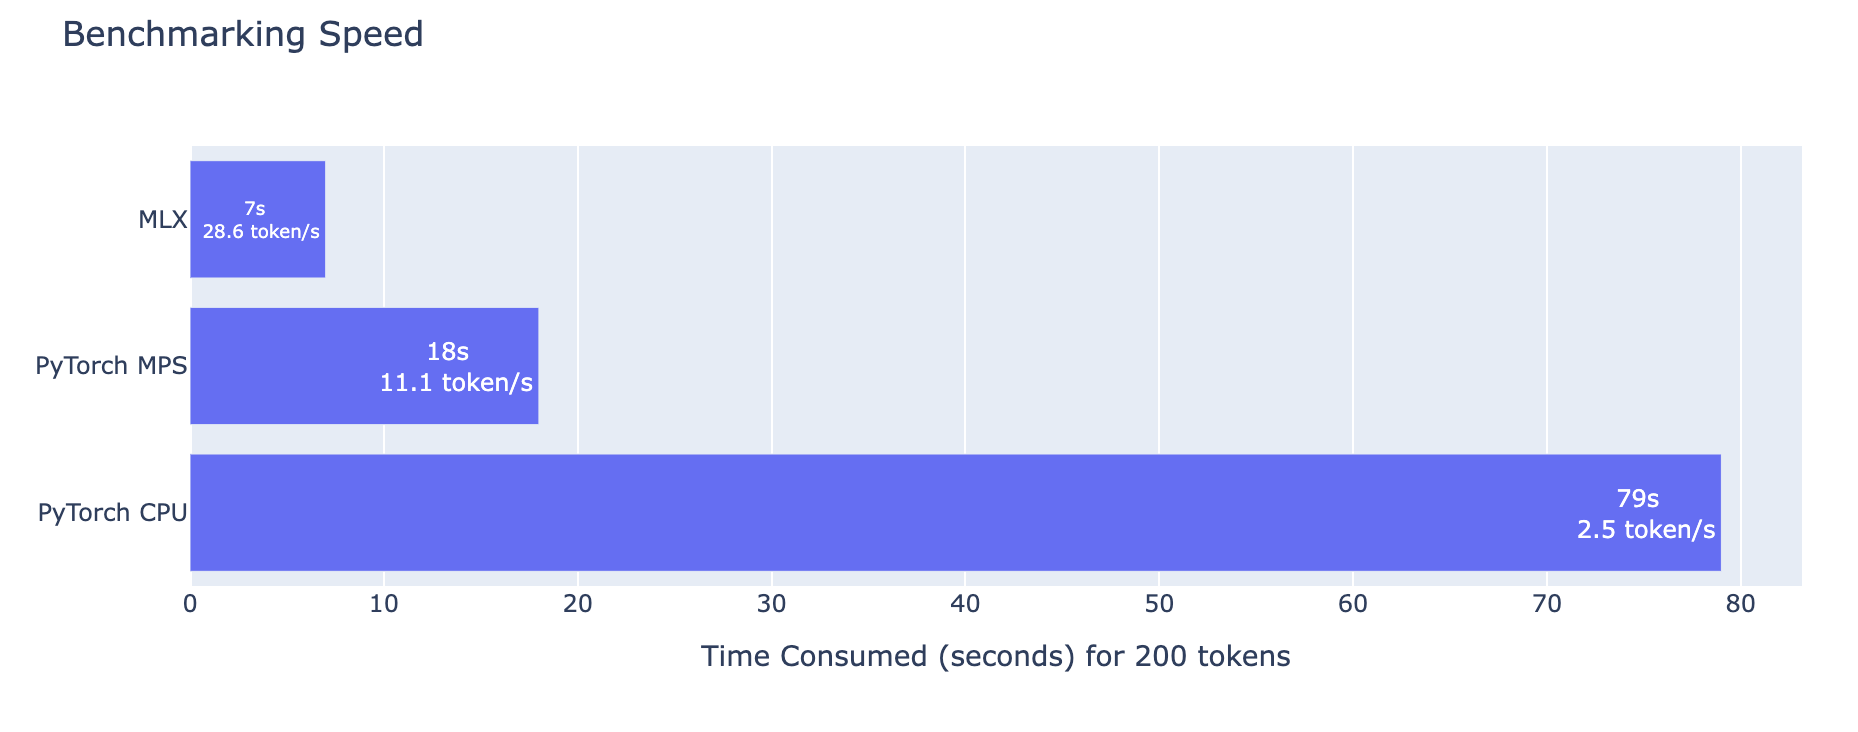 Benchmarking Speed
MLX
7s
28.6 token/s
PyTorch MPS
18s
11.1 token/s
PyTorch CPU
79s
2.5 token/s
0 10 20 30 40 50 60 70 80
Time Consumed (seconds) for 200 tokens